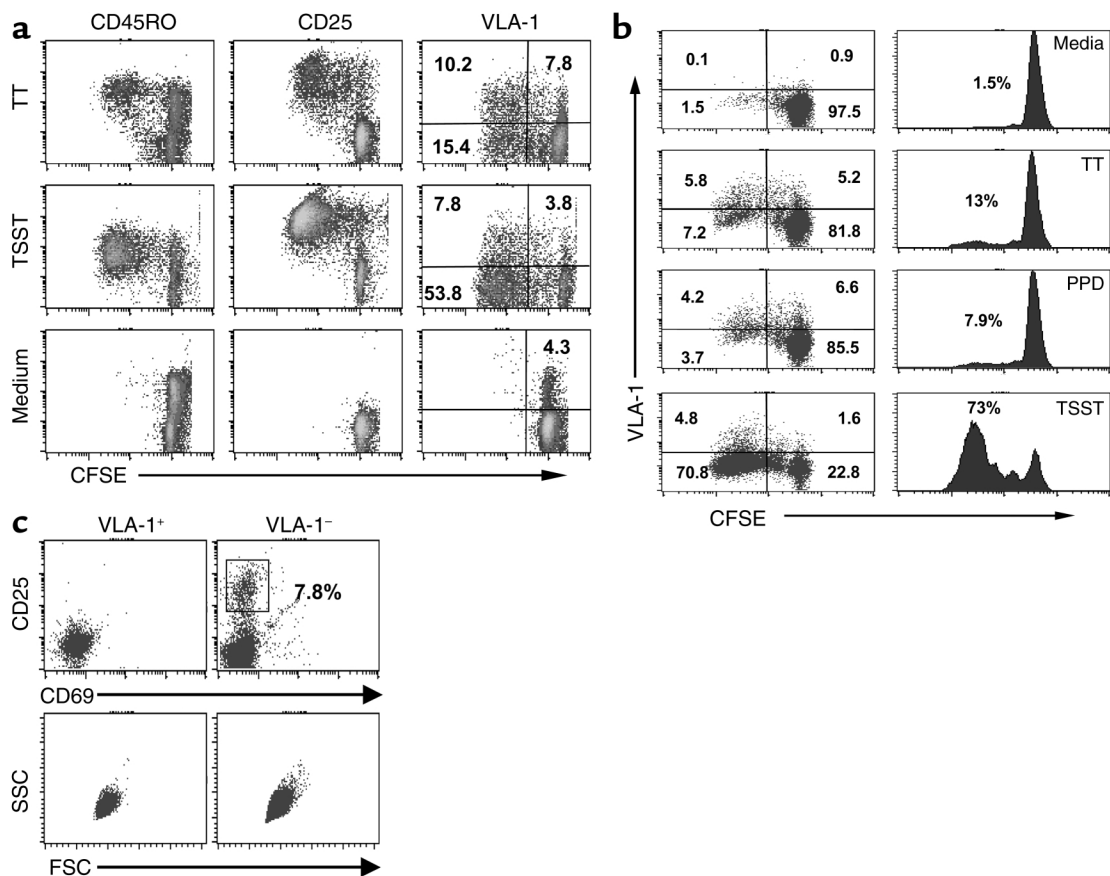 a
CD45RO CD25 VLA-1
TT
10.2 7.8
15.4
TSST
7.8 3.8
53.8
Medium
4.3
CFSE
b
0.1 0.9
1.5 97.5
1.5%
Media
5.8 5.2
7.2 81.8
13%
TT
4.2 6.6
3.7 85.5
7.9%
PPD
4.8 1.6
70.8 22.8
73%
TSST
VLA-1
CFSE
c
VLA-1+ VLA-1−
CD25
7.8%
CD69
SSC
FSC